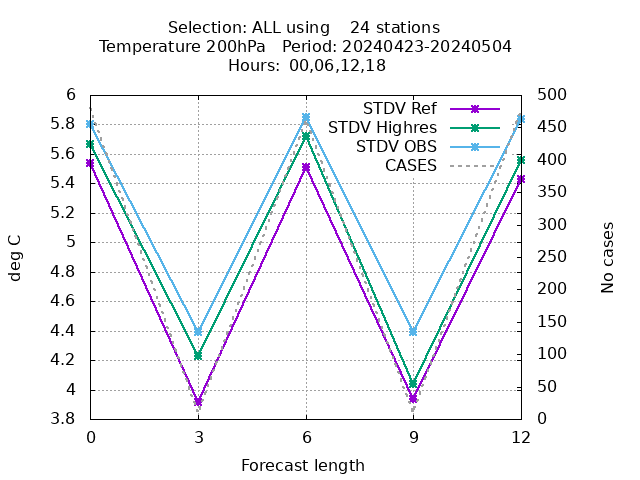 Selection: ALL using    24 stations
Temperature 200hPa   Period: 20240423-20240504
Hours: 00,06,12,18
STDV Ref
STDV Highres
STDV OBS
CASES
6
5.8
5.6
5.4
5.2
5
4.8
4.6
4.4
4.2
4
3.8
500
450
400
350
300
250
200
150
100
50
0
deg C
No cases
0 3 6 9 12
Forecast length